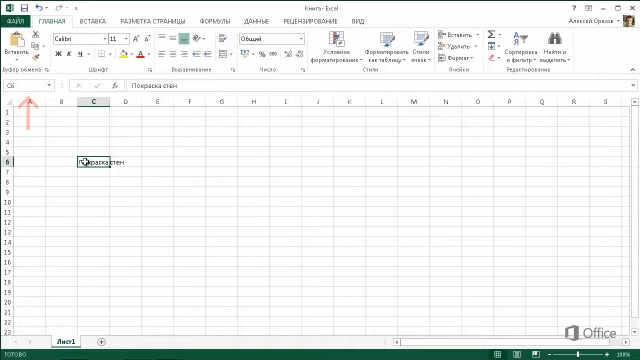 Книга - Excel
ФАЙЛ ГЛАВНАЯ ВСТАВКА РАЗМЕТКА СТРАНИЦЫ ФОРМУЛЫ ДАННЫЕ РЕЦЕНЗИРОВАНИЕ ВИД
Алексей Орехов
Вставить
Calibri 11
Общий
Условное форматирование
Форматировать как таблицу
Стили ячеек
Вставить
Удалить
Формат
Сортировка и фильтр
Найти и выделить
Буфер обмена Шрифт Выравнивание Число Стили Ячейки Редактирование
C6 fx Покраска стен
A B C D E F G H I J K L M N O P Q R S
1
2
3
4
5
6 Покраска стен
7
8
9
10
11
12
13
14
15
16
17
18
19
20
21
22
23
Office
Лист1
ГОТОВО 100%